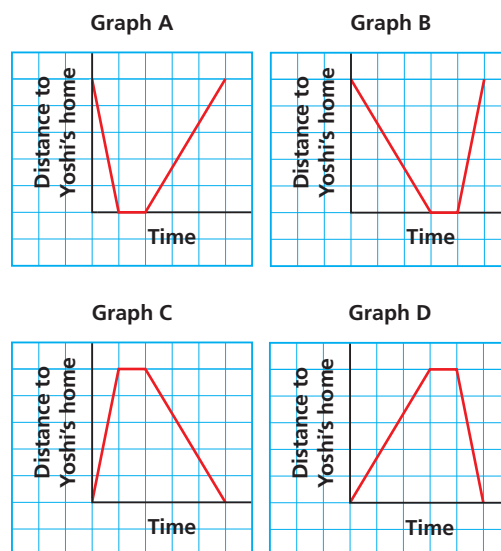 Graph A
Distance to
Yoshi's home
Time
Graph B
Distance to
Yoshi's home
Time
Graph C
Distance to
Yoshi's home
Time
Graph D
Distance to
Yoshi's home
Time